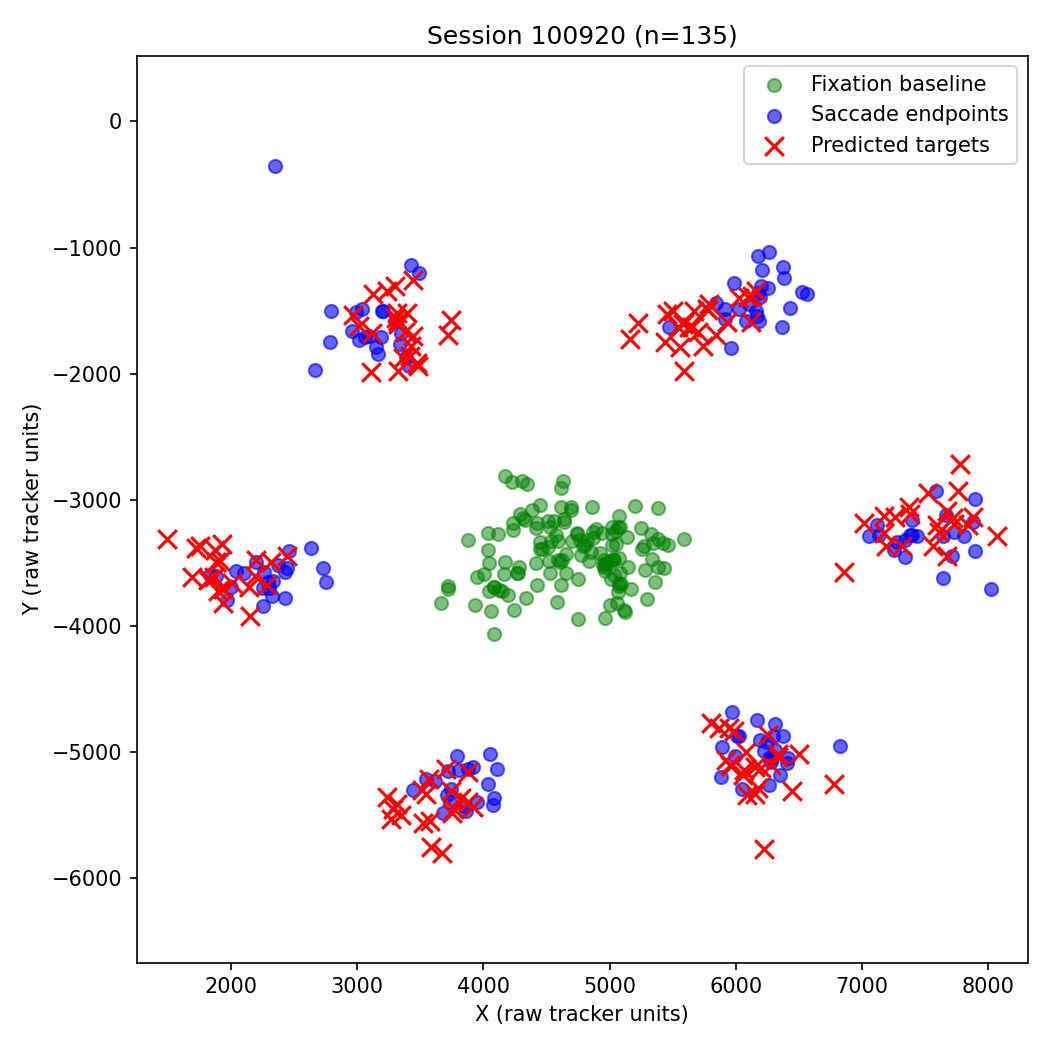 Session 100920 (n=135)
Fixation baseline
Saccade endpoints
Predicted targets
0
−1000
−2000
−3000
−4000
−5000
−6000
Y (raw tracker units)
2000 3000 4000 5000 6000 7000 8000
X (raw tracker units)